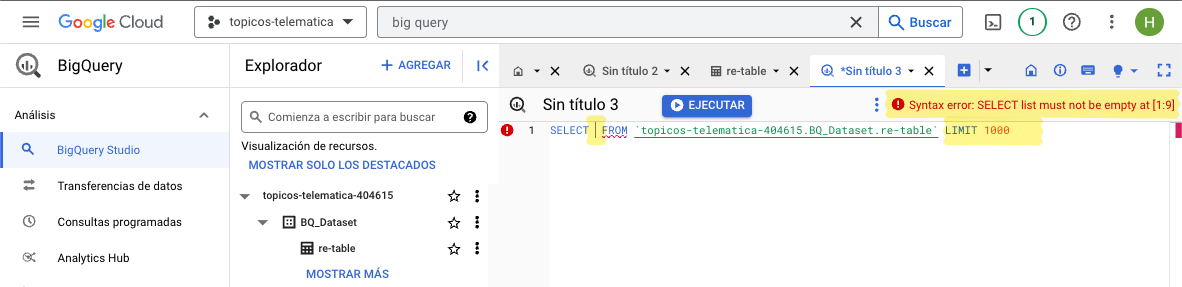 Google Cloud
topicos-telematica
big query
Buscar
1
H
BigQuery
Análisis
BigQuery Studio
Transferencias de datos
Consultas programadas
Analytics Hub
Explorador
AGREGAR
Comienza a escribir para buscar
Visualización de recursos.
MOSTRAR SOLO LOS DESTACADOS
topicos-telematica-404615
BQ_Dataset
re-table
MOSTRAR MÁS
Sin título 2
re-table
*Sin título 3
Sin título 3
EJECUTAR
Syntax error: SELECT list must not be empty at [1:9]
1 SELECT FROM `topicos-telematica-404615.BQ_Dataset.re-table` LIMIT 1000